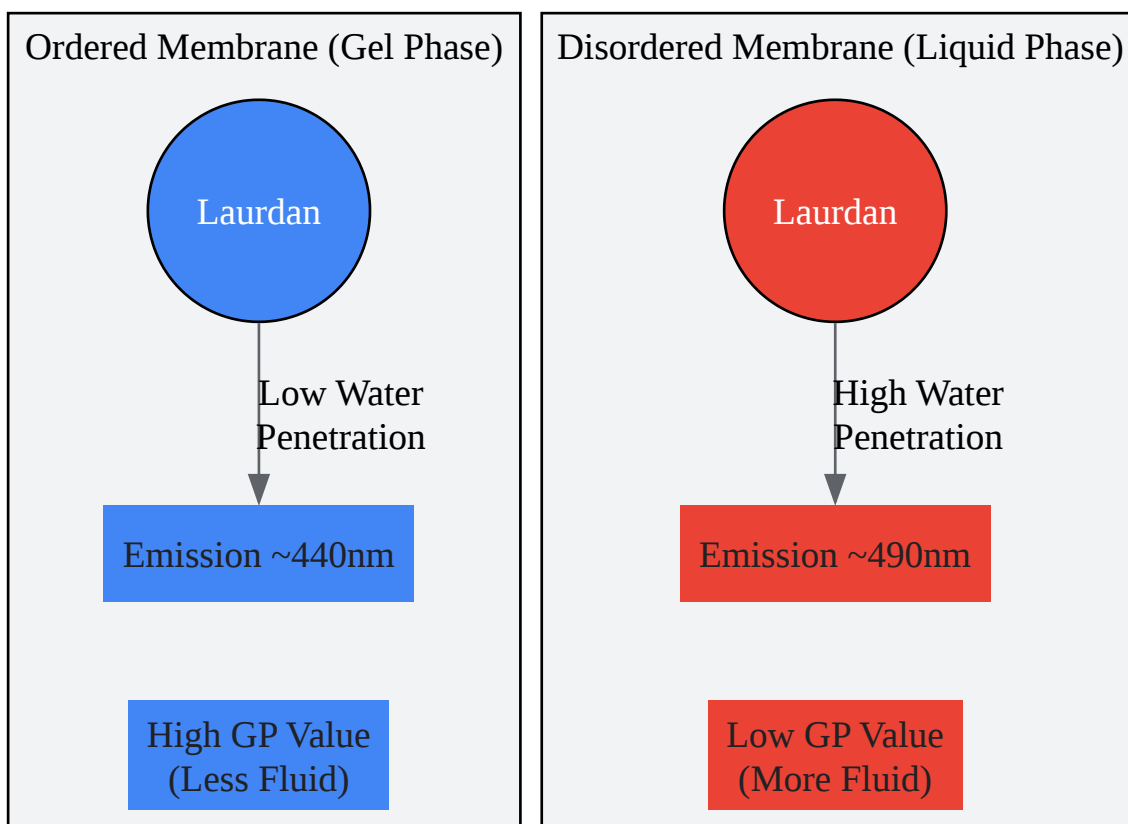 Ordered Membrane (Gel Phase)
Laurdan
Low Water
Penetration
Emission ~440nm
High GP Value
(Less Fluid)
Disordered Membrane (Liquid Phase)
Laurdan
High Water
Penetration
Emission ~490nm
Low GP Value
(More Fluid)